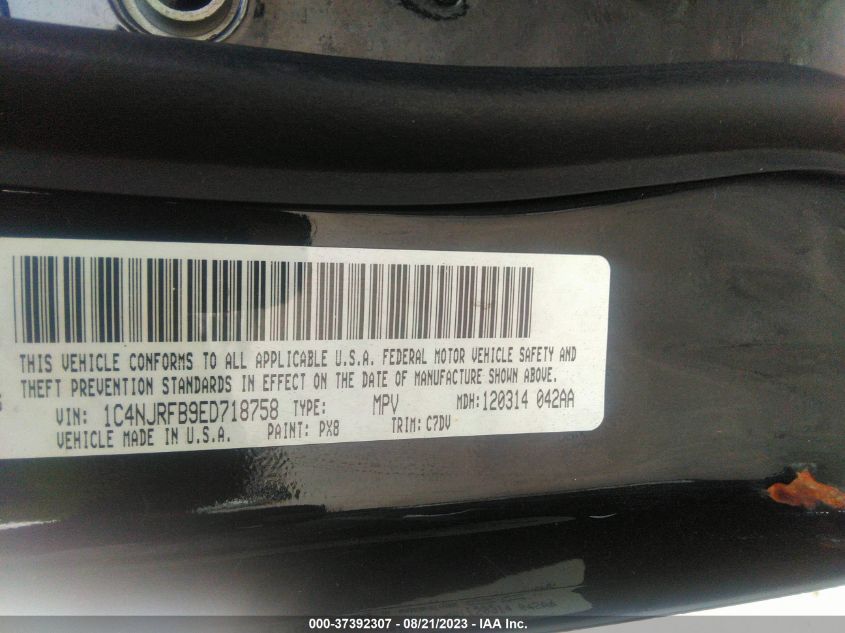 THIS VEHICLE CONFORMS TO ALL APPLICABLE U.S.A. FEDERAL MOTOR VEHICLE SAFETY AND
THEFT PREVENTION STANDARDS IN EFFECT ON THE DATE OF MANUFACTURE SHOWN ABOVE.
VIN: 1C4NJRFB9ED718758 TYPE: MPV MDH: 120314 042AA
VEHICLE MADE IN U.S.A. PAINT: PX8 TRIM: C7DV
120314 042AA
000-37392307 - 08/21/2023 - IAA Inc.